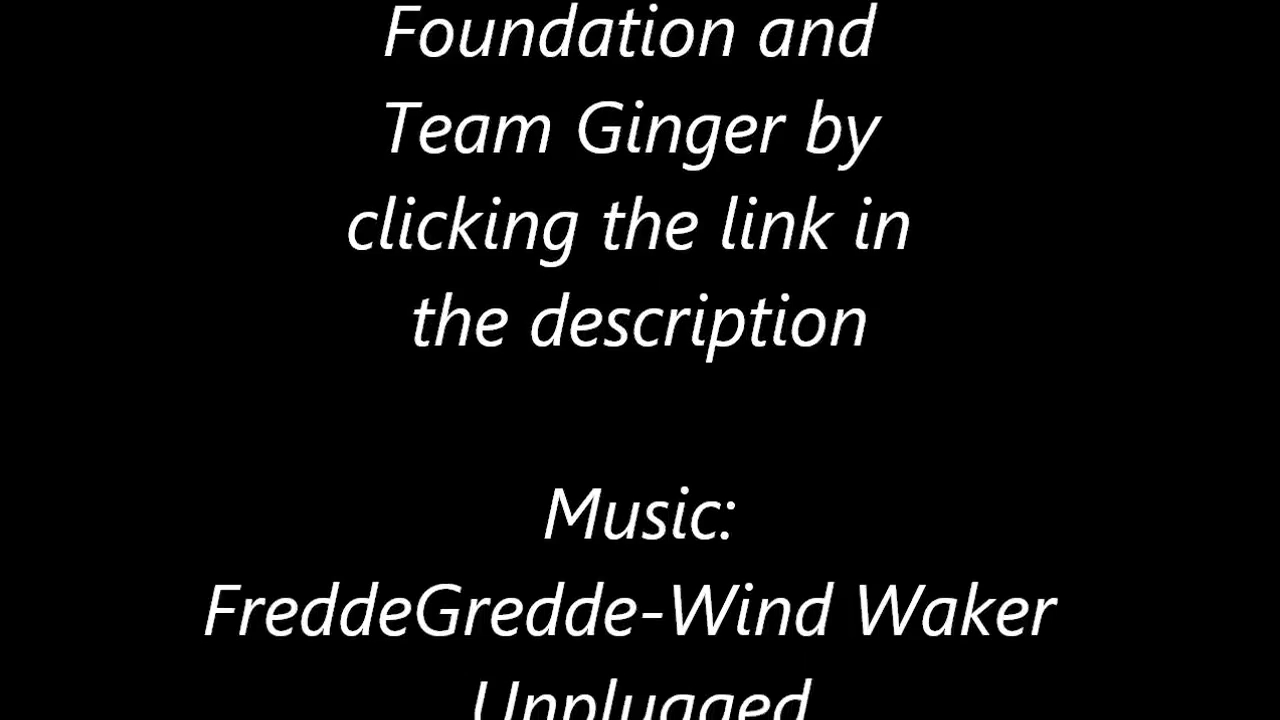 Foundation and
Team Ginger by
clicking the link in
the description
Music:
FreddeGredde-Wind Waker
Unplugged